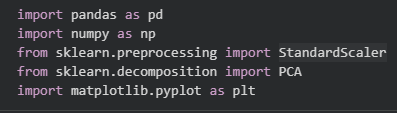 import pandas as pd
import numpy as np
from sklearn.preprocessing import StandardScaler
from sklearn.decomposition import PCA
import matplotlib.pyplot as plt